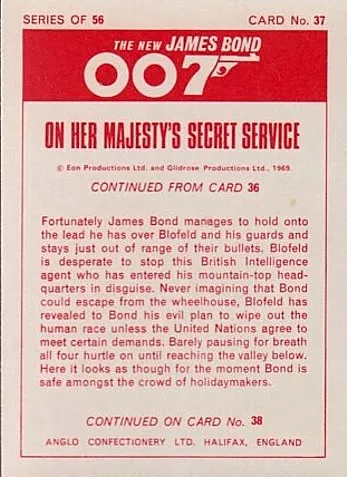 SERIES OF 56 CARD No. 37
THE NEW JAMES BOND
007
ON HER MAJESTY'S SECRET SERVICE
© Eon Productions Ltd. and Glidrose Productions Ltd., 1969.
CONTINUED FROM CARD 36
Fortunately James Bond manages to hold onto
the lead he has over Blofeld and his guards and
stays just out of range of their bullets. Blofeld
is desperate to stop this British Intelligence
agent who has entered his mountain-top head-
quarters in disguise. Never imagining that Bond
could escape from the wheelhouse, Blofeld has
revealed to Bond his evil plan to wipe out the
human race unless the United Nations agree to
meet certain demands. Barely pausing for breath
all four hurtle on until reaching the valley below.
Here it looks as though for the moment Bond is
safe amongst the crowd of holidaymakers.
CONTINUED ON CARD No. 38
ANGLO CONFECTIONERY LTD. HALIFAX, ENGLAND